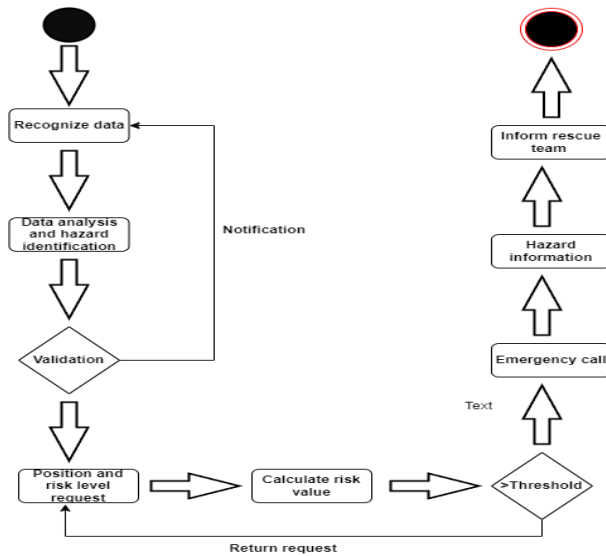 Recognize data
Data analysis
and hazard
identification
Notification
Validation
Position and
risk level
request
Calculate risk
value
>Threshold
Return request
Text
Emergency call
Hazard
information
Inform rescue
team